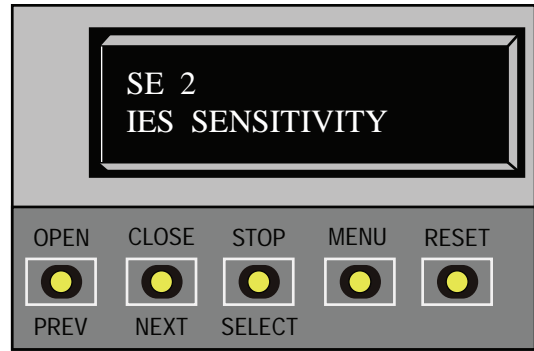 SE 2
IES SENSITIVITY
OPEN CLOSE STOP MENU RESET
PREV NEXT SELECT